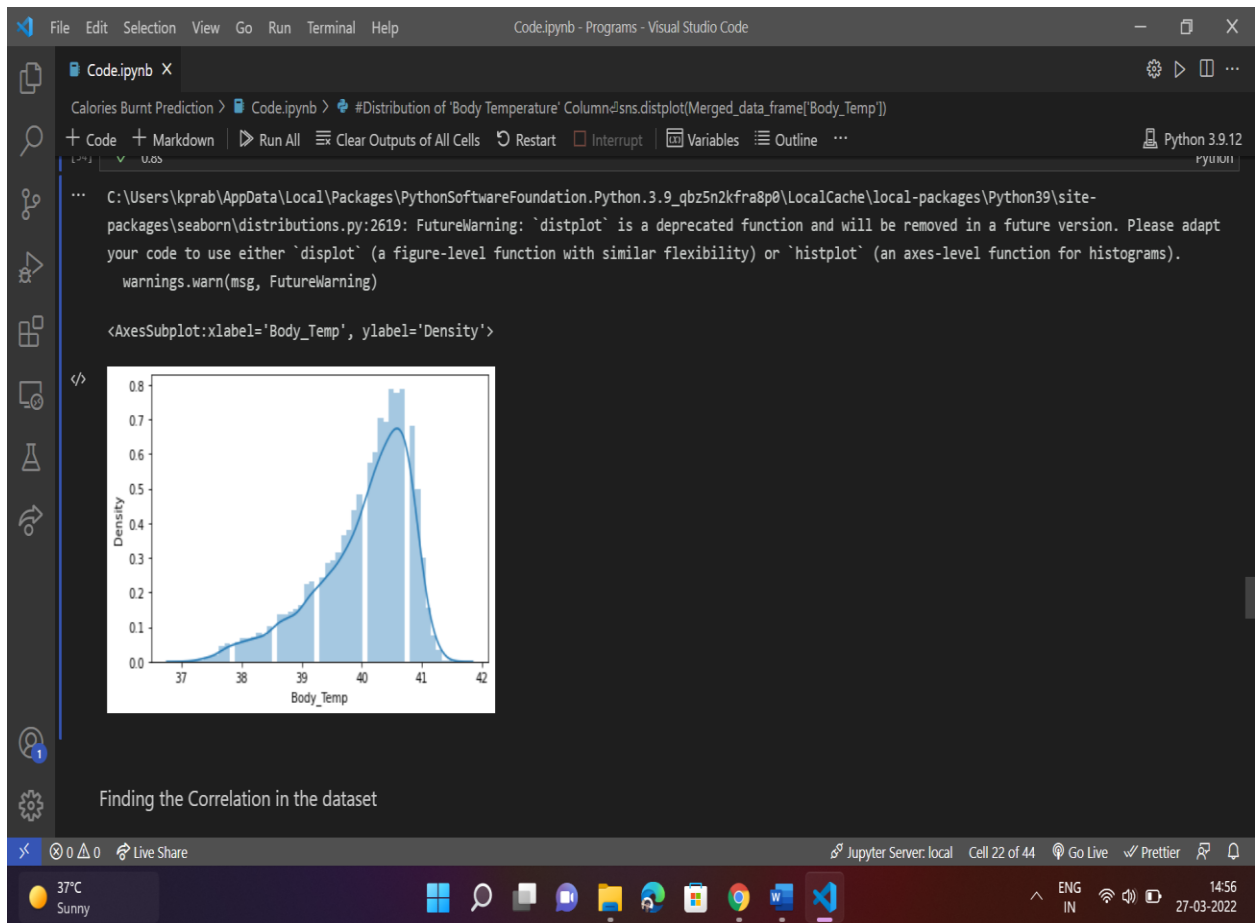 File Edit Selection View Go Run Terminal Help Code.ipynb - Programs - Visual Studio Code
Code.ipynb X
Calories Burnt Prediction > Code.ipynb > #Distribution of 'Body Temperature' Column↲sns.distplot(Merged_data_frame['Body_Temp'])
+ Code + Markdown Run All Clear Outputs of All Cells Restart Interrupt Variables Outline ... Python 3.9.12
0.8s Python
... C:\Users\kprab\AppData\Local\Packages\PythonSoftwareFoundation.Python.3.9_qbz5n2kfra8p0\LocalCache\local-packages\Python39\site-
packages\seaborn\distributions.py:2619: FutureWarning: `distplot` is a deprecated function and will be removed in a future version. Please adapt
your code to use either `displot` (a figure-level function with similar flexibility) or `histplot` (an axes-level function for histograms).
warnings.warn(msg, FutureWarning)
<AxesSubplot:xlabel='Body_Temp', ylabel='Density'>
0.8
0.7
0.6
0.5
0.4
0.3
0.2
0.1
0.0
Density
37 38 39 40 41 42
Body_Temp
Finding the Correlation in the dataset
1
0 0 Live Share Jupyter Server: local Cell 22 of 44 Go Live Prettier
37°C
Sunny
ENG
IN
14:56
27-03-2022